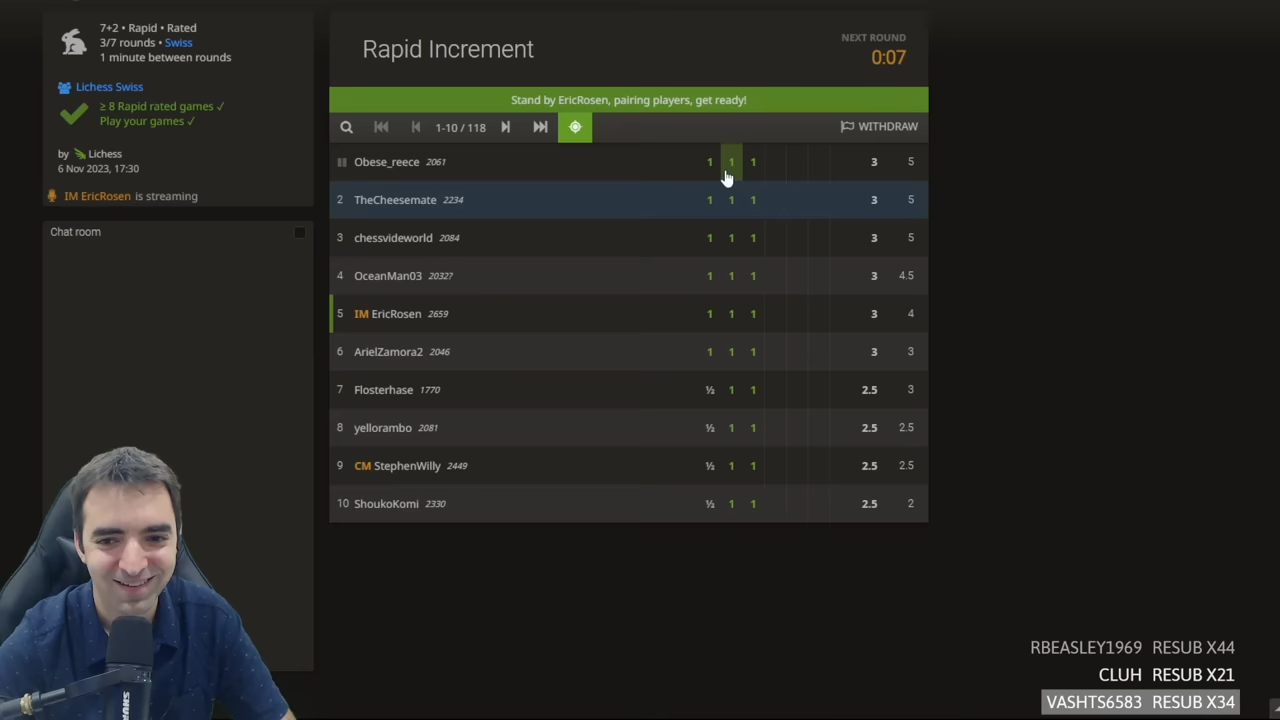 7+2 • Rapid • Rated
3/7 rounds • Swiss
1 minute between rounds
Lichess Swiss
≥ 8 Rapid rated games ✓
Play your games ✓
by Lichess
6 Nov 2023, 17:30
IM EricRosen is streaming
Chat room
Rapid Increment
NEXT ROUND
0:07
Stand by EricRosen, pairing players, get ready!
1-10 / 118
WITHDRAW
Obese_reece 2061 1 1 1 3 5
2 TheCheesemate 2234 1 1 1 3 5
3 chessvideworld 2084 1 1 1 3 5
4 OceanMan03 2032? 1 1 1 3 4.5
5 IM EricRosen 2659 1 1 1 3 4
6 ArielZamora2 2046 1 1 1 3 3
7 Flosterhase 1770 ½ 1 1 2.5 3
8 yellorambo 2081 ½ 1 1 2.5 2.5
9 CM StephenWilly 2449 ½ 1 1 2.5 2.5
10 ShoukoKomi 2330 ½ 1 1 2.5 2
RBEASLEY1969 RESUB X44
CLUH RESUB X21
VASHTS6583 RESUB X34
SHUR